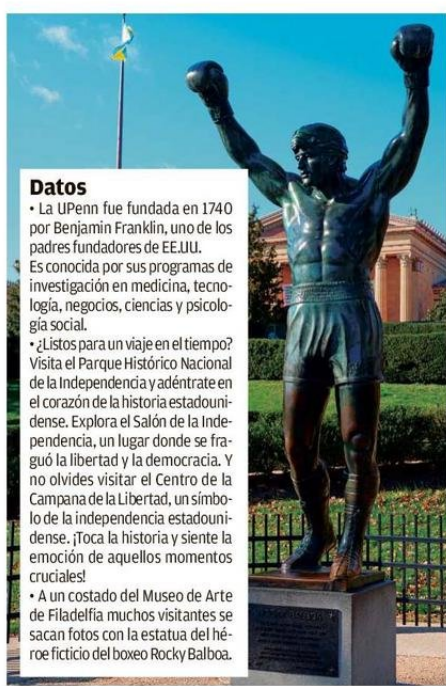 Datos
• La UPenn fue fundada en 1740
por Benjamin Franklin, uno de los
padres fundadores de EE.UU.
Es conocida por sus programas de
investigación en medicina, tecno-
logía, negocios, ciencias y psicolo-
gía social.
• ¿Listos para un viaje en el tiempo?
Visita el Parque Histórico Nacional
de la Independencia y adéntrate en
el corazón de la historia estadouni-
dense. Explora el Salón de la Inde-
pendencia, un lugar donde se fra-
guó la libertad y la democracia. Y
no olvides visitar el Centro de la
Campana de la Libertad, un símbo-
lo de la independencia estadouni-
dense. ¡Toca la historia y siente la
emoción de aquellos momentos
cruciales!
• A un costado del Museo de Arte
de Filadelfia muchos visitantes se
sacan fotos con la estatua del hé-
roe ficticio del boxeo Rocky Balboa.